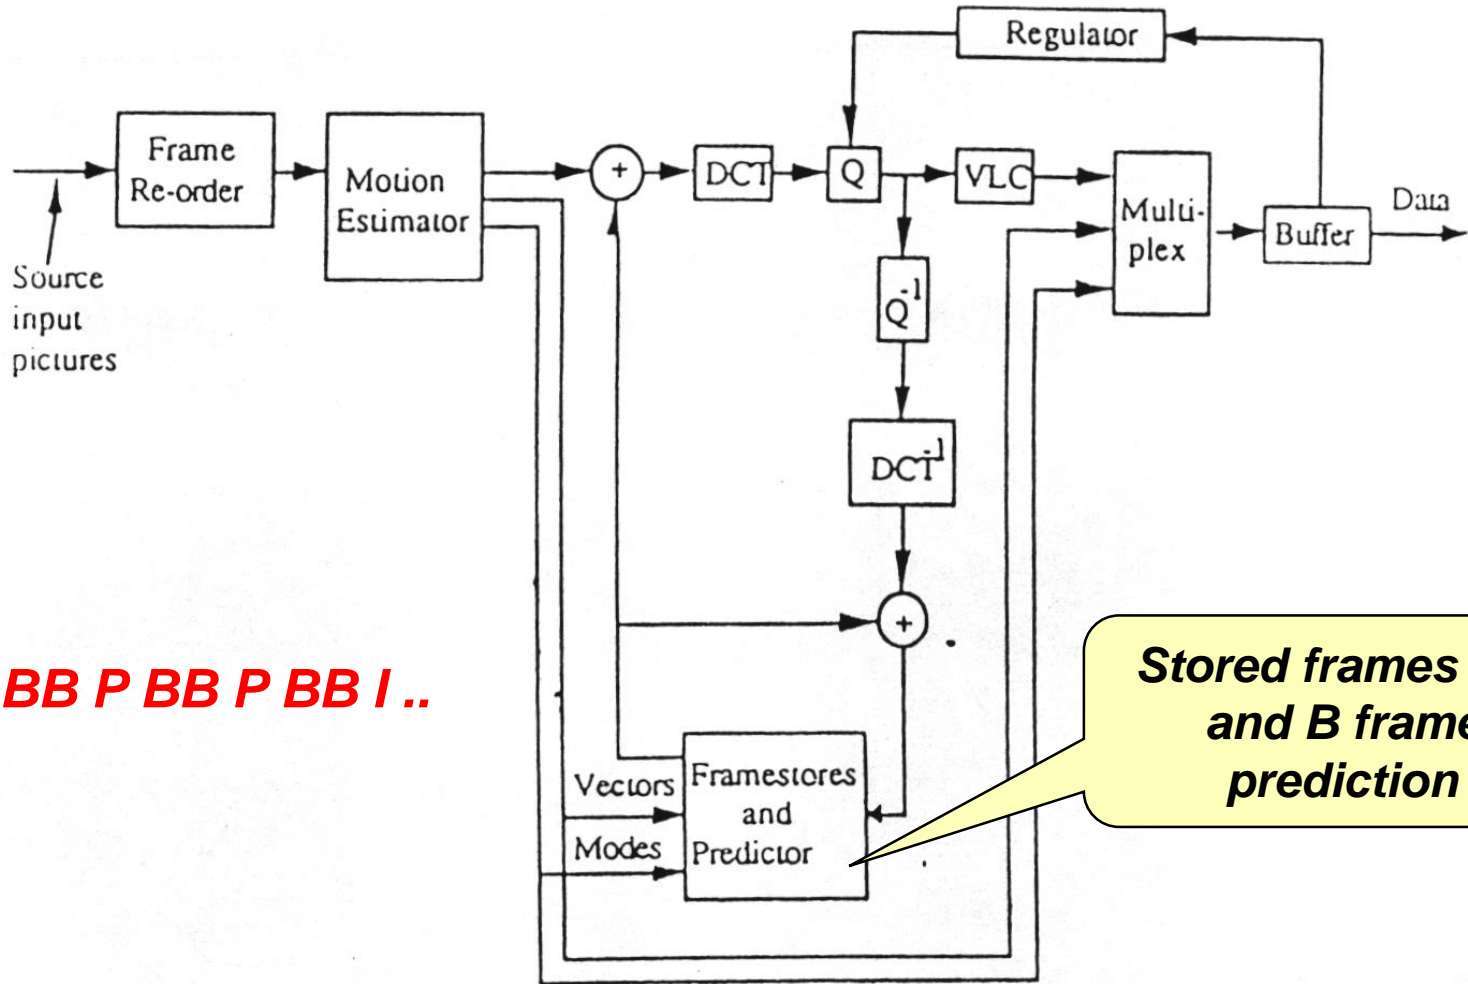 Regulator
Frame
Re-order
Motion
Estimator
+
DCT
Q
VLC
Multi-
plex
Buffer
Data
Source
input
pictures
Q-1
DCT-1
+
BB P BB P BB I ..
Stored frames
and B frame
prediction
Vectors
Modes
Framestores
and
Predictor